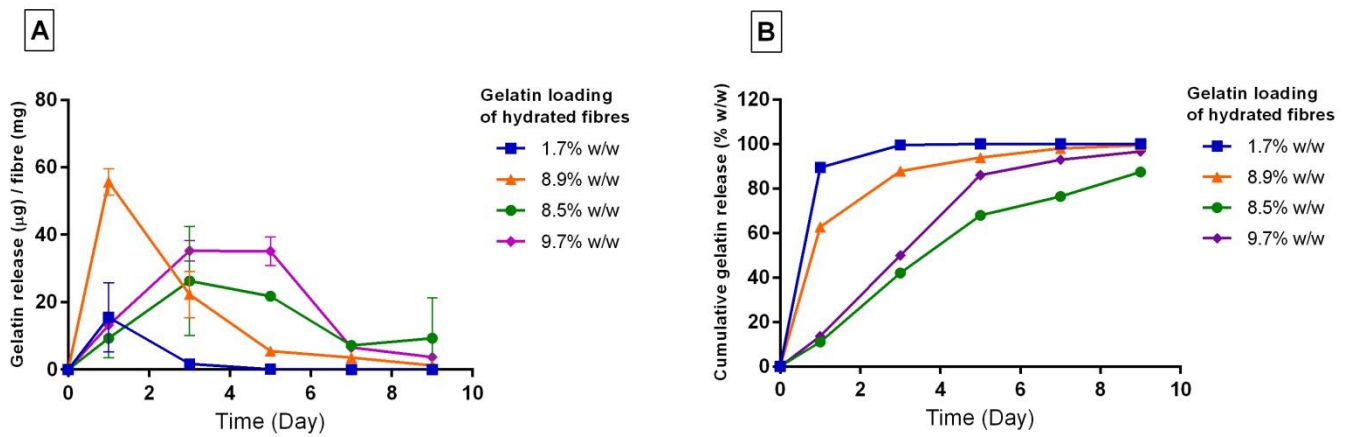 A
Gelatin release (µg) / fibre (mg)
80
60
40
20
0
0 2 4 6 8 10
Time (Day)
Gelatin loading
of hydrated fibres
1.7% w/w
8.9% w/w
8.5% w/w
9.7% w/w
B
Cumulative gelatin release (% w/w)
120
100
80
60
40
20
0
0 2 4 6 8 10
Time (Day)
Gelatin loading
of hydrated fibres
1.7% w/w
8.9% w/w
8.5% w/w
9.7% w/w